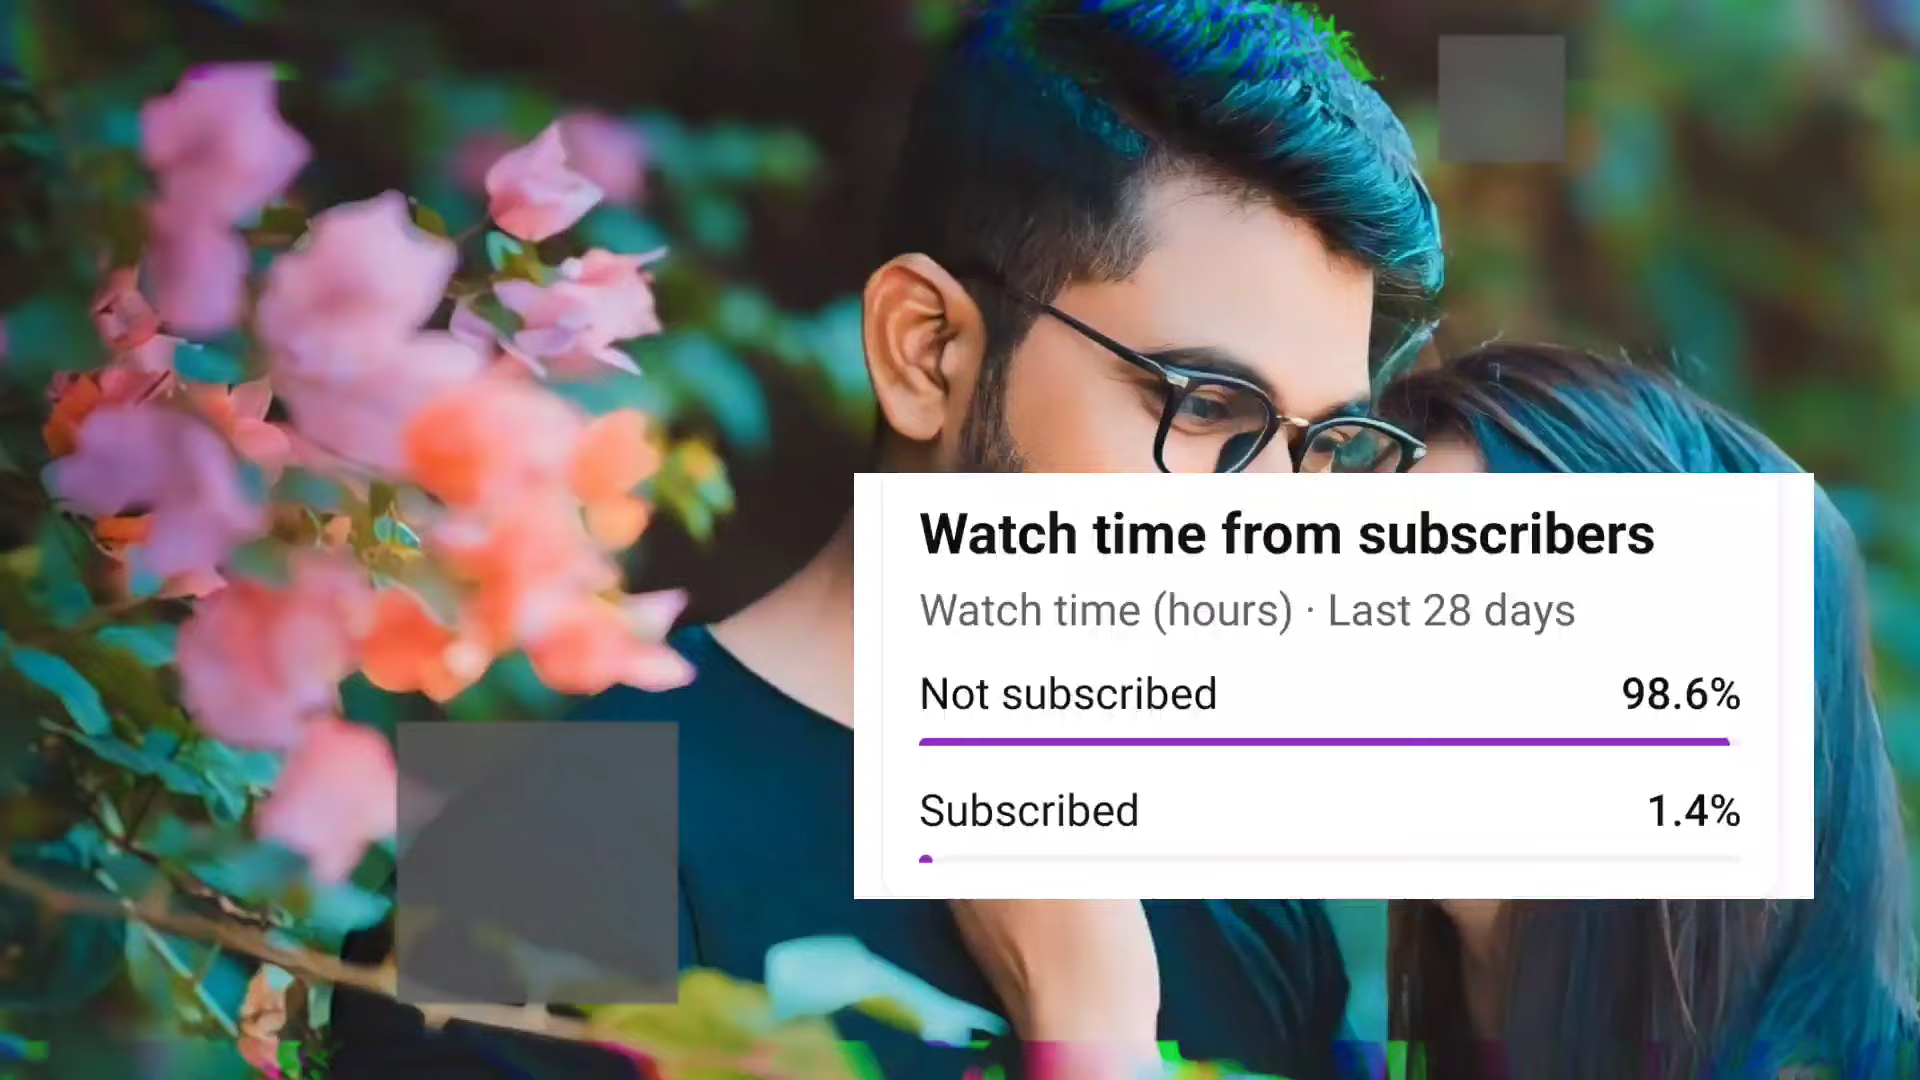 Watch time from subscribers
Watch time (hours) · Last 28 days
Not subscribed 98.6%
Subscribed 1.4%